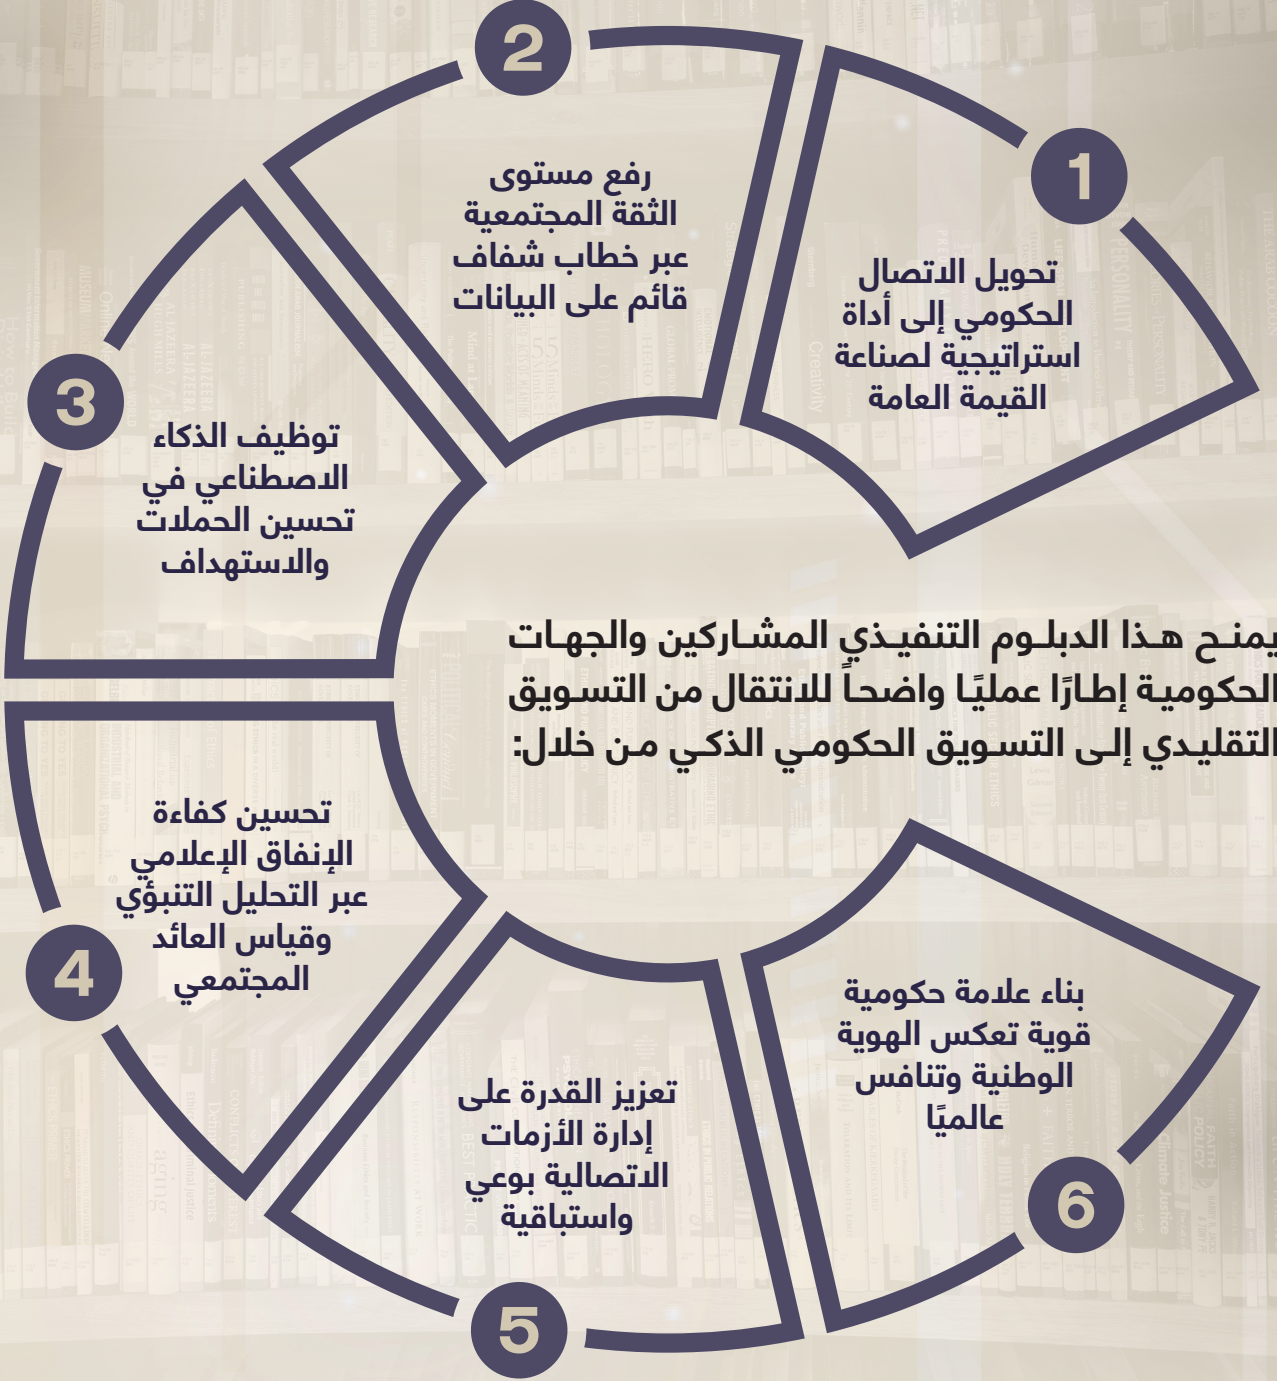 يمنح هذا الدبلوم التنفيذي المشاركين والجهات
الحكومية إطارًا عمليًا واضحاً للانتقال من التسويق
التقليدي إلى التسويق الحكومي الذكي من خلال:
1
تحويل الاتصال
الحكومي إلى أداة
استراتيجية لصناعة
القيمة العامة
2
رفع مستوى
الثقة المجتمعية
عبر خطاب شفاف
قائم على البيانات
3
توظيف الذكاء
الاصطناعي في
تحسين الحملات
والاستهداف
4
تحسين كفاءة
الإنفاق الإعلامي
عبر التحليل التنبؤي
وقياس العائد
المجتمعي
5
تعزيز القدرة على
إدارة الأزمات
الاتصالية بوعي
واستباقية
6
بناء علامة حكومية
قوية تعكس الهوية
الوطنية وتنافس
عالميًا